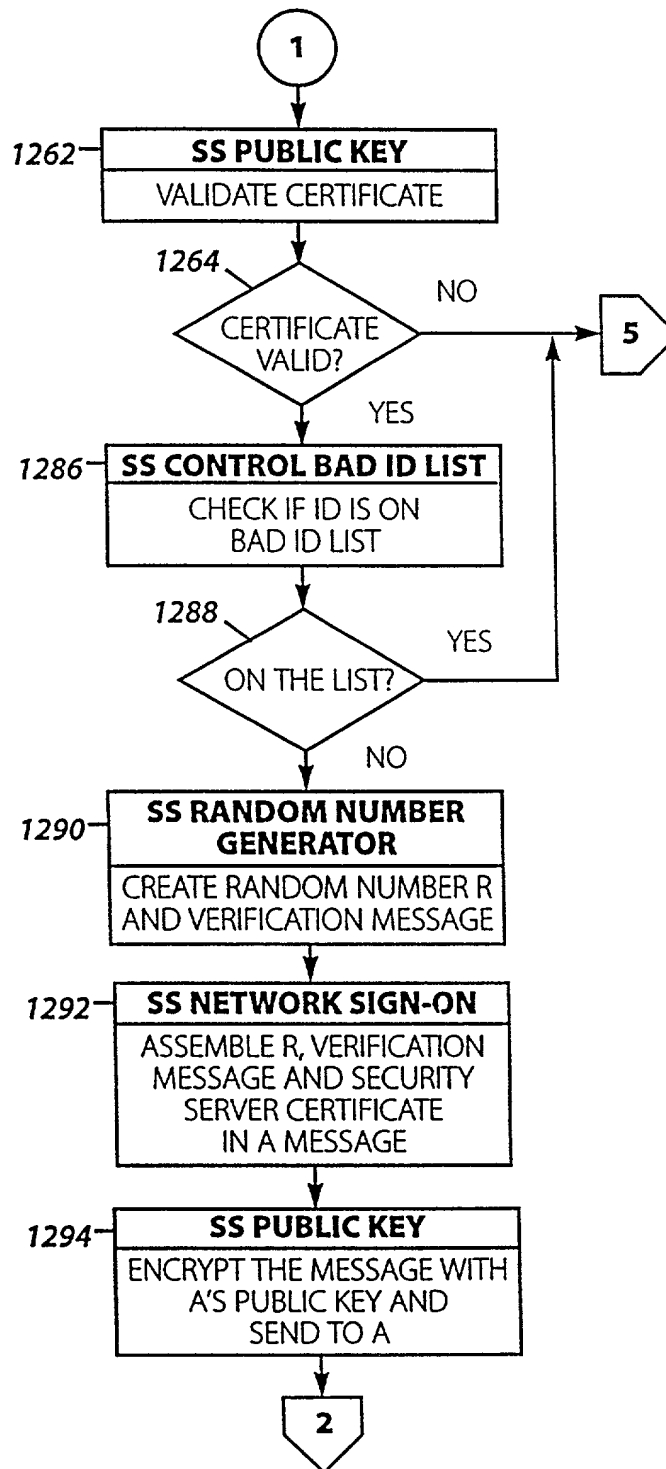 1
1262
SS PUBLIC KEY
VALIDATE CERTIFICATE
1264
NO
CERTIFICATE
VALID?
5
YES
1286
SS CONTROL BAD ID LIST
CHECK IF ID IS ON
BAD ID LIST
1288
YES
ON THE LIST?
NO
1290
SS RANDOM NUMBER
GENERATOR
CREATE RANDOM NUMBER R
AND VERIFICATION MESSAGE
1292
SS NETWORK SIGN-ON
ASSEMBLE R, VERIFICATION
MESSAGE AND SECURITY
SERVER CERTIFICATE
IN A MESSAGE
1294
SS PUBLIC KEY
ENCRYPT THE MESSAGE WITH
A'S PUBLIC KEY AND
SEND TO A
2